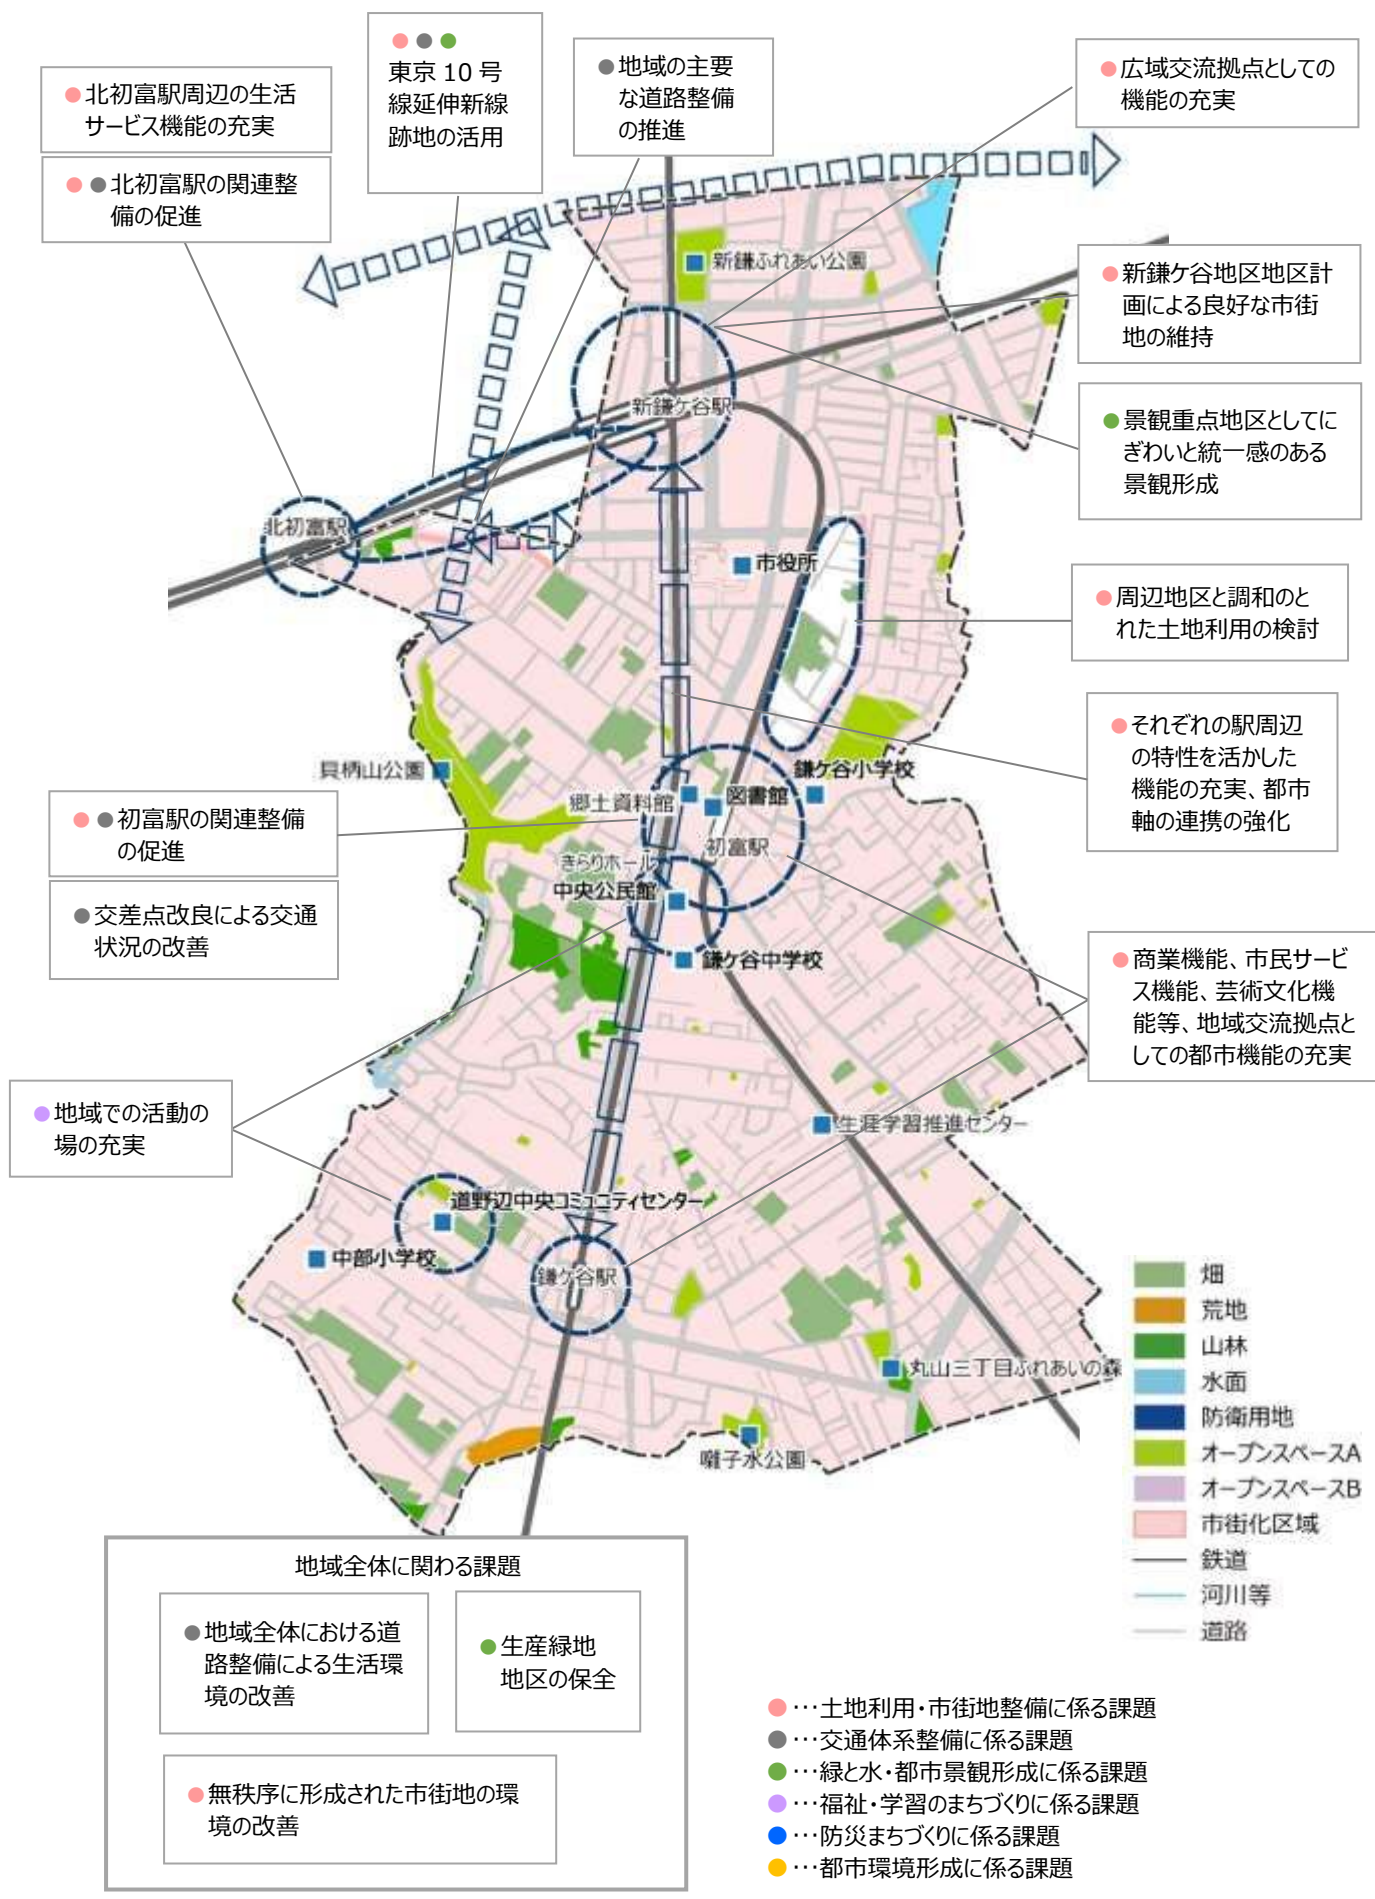 ●北初富駅周辺の生活
サービス機能の充実
●●北初富駅の関連整
備の促進
●●●
東京 10 号
線延伸新線
跡地の活用
●地域の主要
な道路整備
の推進
●広域交流拠点としての
機能の充実
●新鎌ケ谷地区地区計
画による良好な市街
地の維持
●景観重点地区としてに
ぎわいと統一感のある
景観形成
●周辺地区と調和のと
れた土地利用の検討
●それぞれの駅周辺
の特性を活かした
機能の充実、都市
軸の連携の強化
●商業機能、市民サービ
ス機能、芸術文化機
能等、地域交流拠点と
しての都市機能の充実
●●初富駅の関連整備
の促進
●交差点改良による交通
状況の改善
●地域での活動の
場の充実
新鎌ふれあい公園
新鎌ケ谷駅
北初富駅
市役所
貝柄山公園
鎌ケ谷小学校
郷土資料館
図書館
初富駅
きらりホール
中央公民館
鎌ケ谷中学校
生涯学習推進センター
道野辺中央コミュニティセンター
中部小学校
鎌ケ谷駅
丸山三丁目ふれあいの森
囃子水公園
畑
荒地
山林
水面
防衛用地
オープンスペースA
オープンスペースB
市街化区域
鉄道
河川等
道路
地域全体に関わる課題
●地域全体における道
路整備による生活環
境の改善
●生産緑地
地区の保全
●無秩序に形成された市街地の環
境の改善
●…土地利用・市街地整備に係る課題
●…交通体系整備に係る課題
●…緑と水・都市景観形成に係る課題
●…福祉・学習のまちづくりに係る課題
●…防災まちづくりに係る課題
●…都市環境形成に係る課題